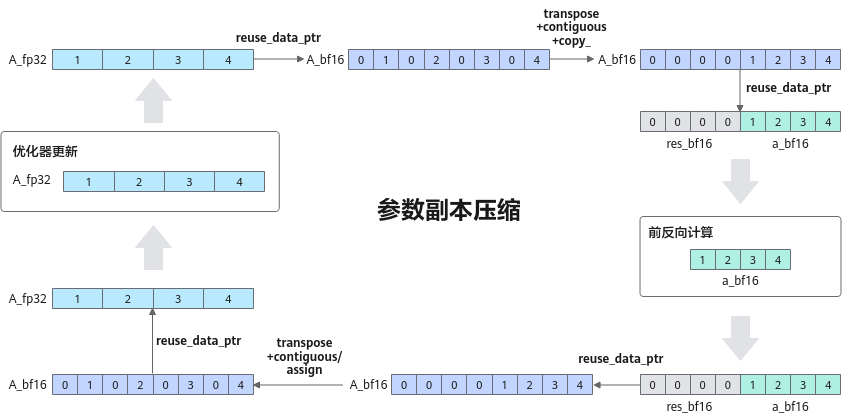 A_fp32
1 2 3 4
reuse_data_ptr
A_bf16
0 1 0 2 0 3 0 4
transpose
+contiguous
+copy_
A_bf16
0 0 0 0 1 2 3 4
reuse_data_ptr
0 0 0 0 1 2 3 4
res_bf16
a_bf16
优化器更新
A_fp32
1 2 3 4
参数副本压缩
前反向计算
1 2 3 4
a_bf16
A_fp32
1 2 3 4
reuse_data_ptr
A_bf16
0 1 0 2 0 3 0 4
transpose
+contiguous/
assign
A_bf16
0 0 0 0 1 2 3 4
reuse_data_ptr
0 0 0 0 1 2 3 4
res_bf16
a_bf16